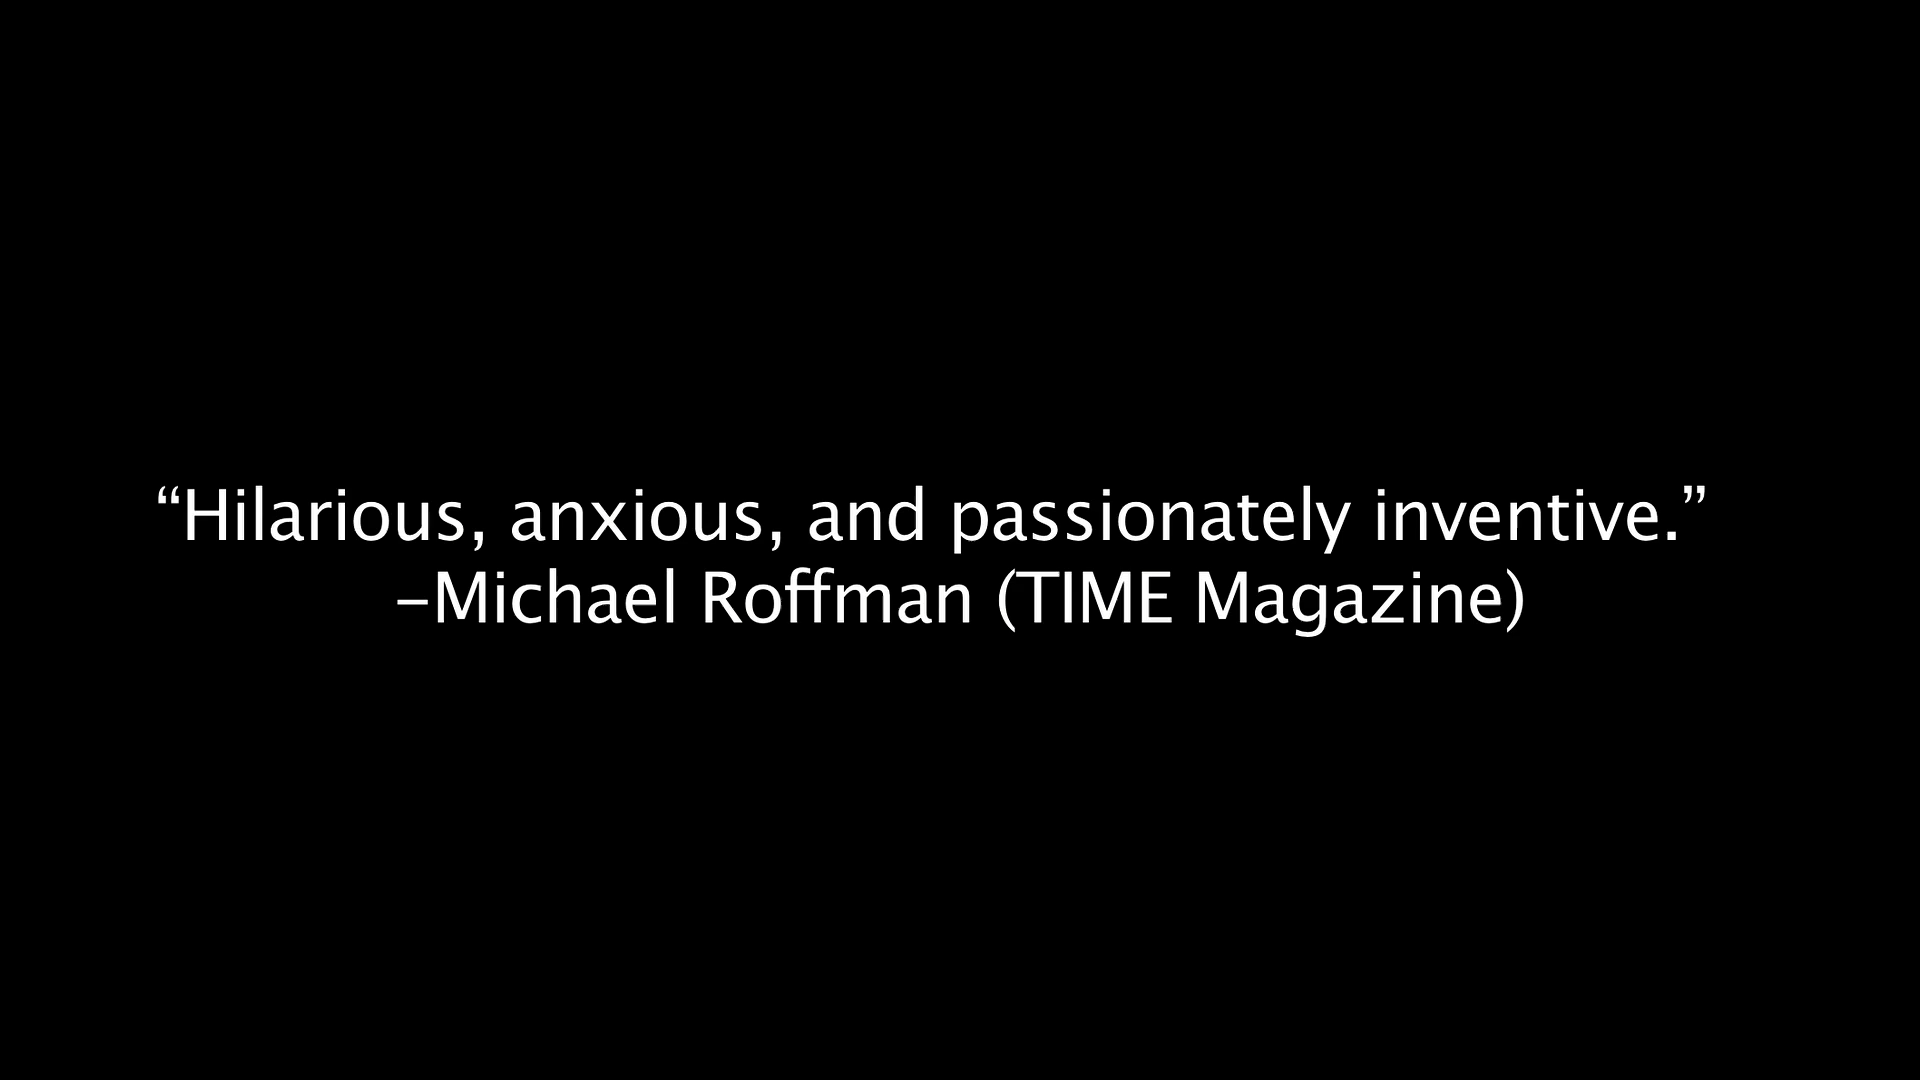 “Hilarious, anxious, and passionately inventive.”
–Michael Roffman (TIME Magazine)